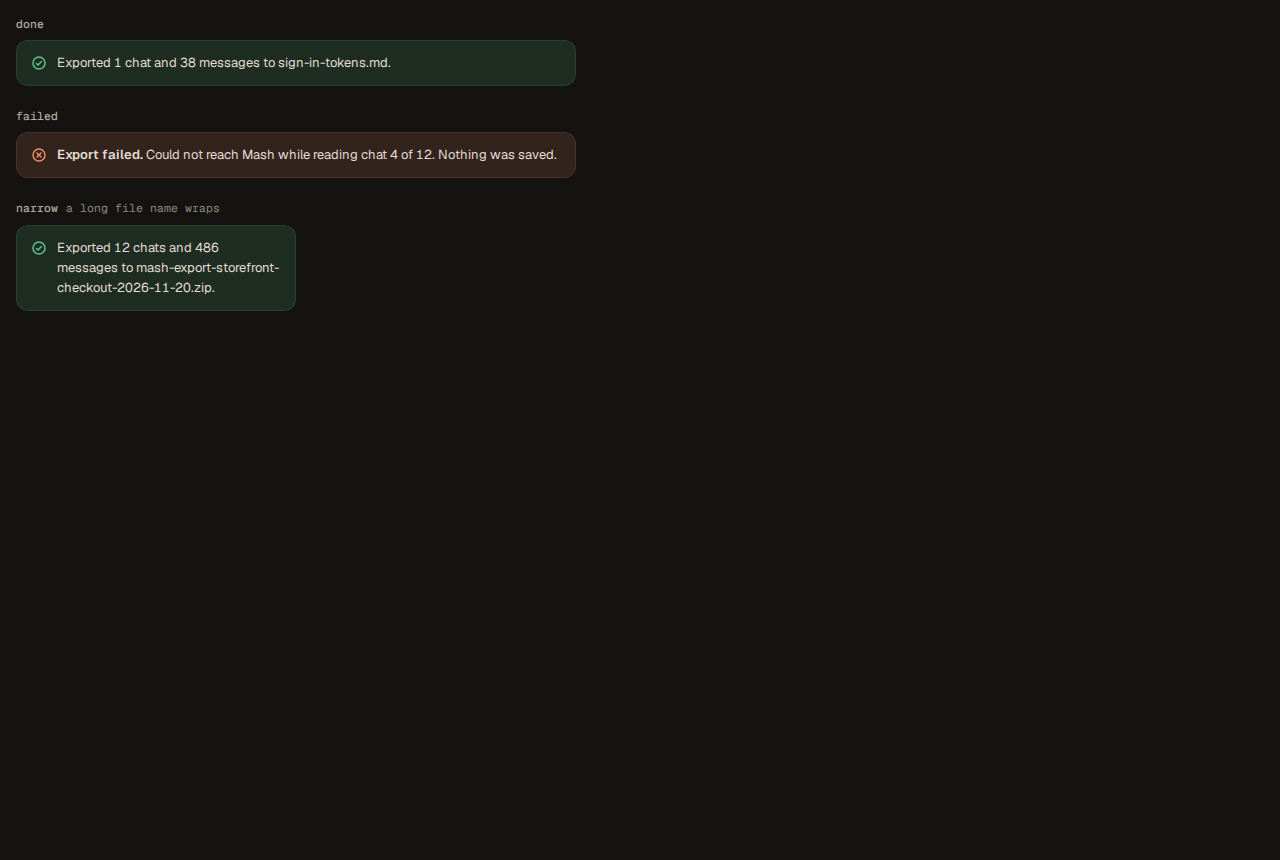 done
Exported 1 chat and 38 messages to sign-in-tokens.md.
failed
Export failed. Could not reach Mash while reading chat 4 of 12. Nothing was saved.
narrow a long file name wraps
Exported 12 chats and 486
messages to mash-export-storefront-
checkout-2026-11-20.zip.